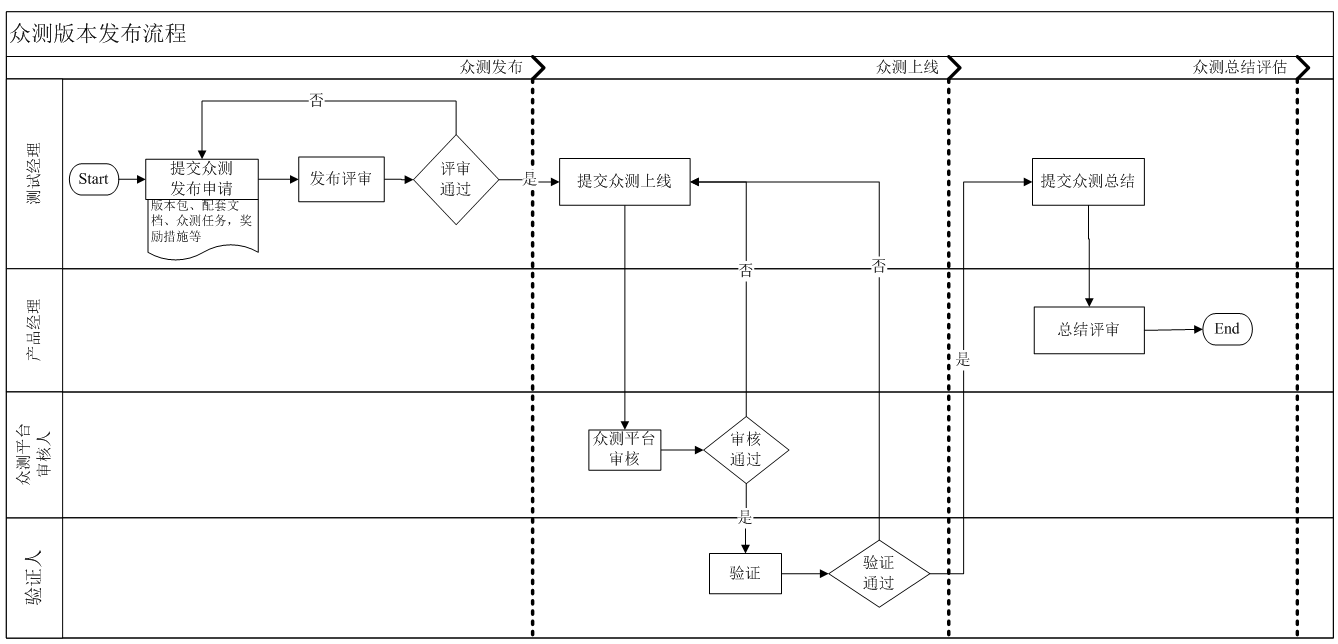 众测版本发布流程
众测发布
众测上线
众测总结评估
测试经理
否
Start
提交众测
发布申请
版本包、配套文
档、众测任务，奖
励措施等
发布评审
评审
通过
是
提交众测上线
否
否
提交众测总结
产品经理
是
总结评审
End
众测平台
审核人
众测平台
审核
审核
通过
是
验证人
验证
验证
通过